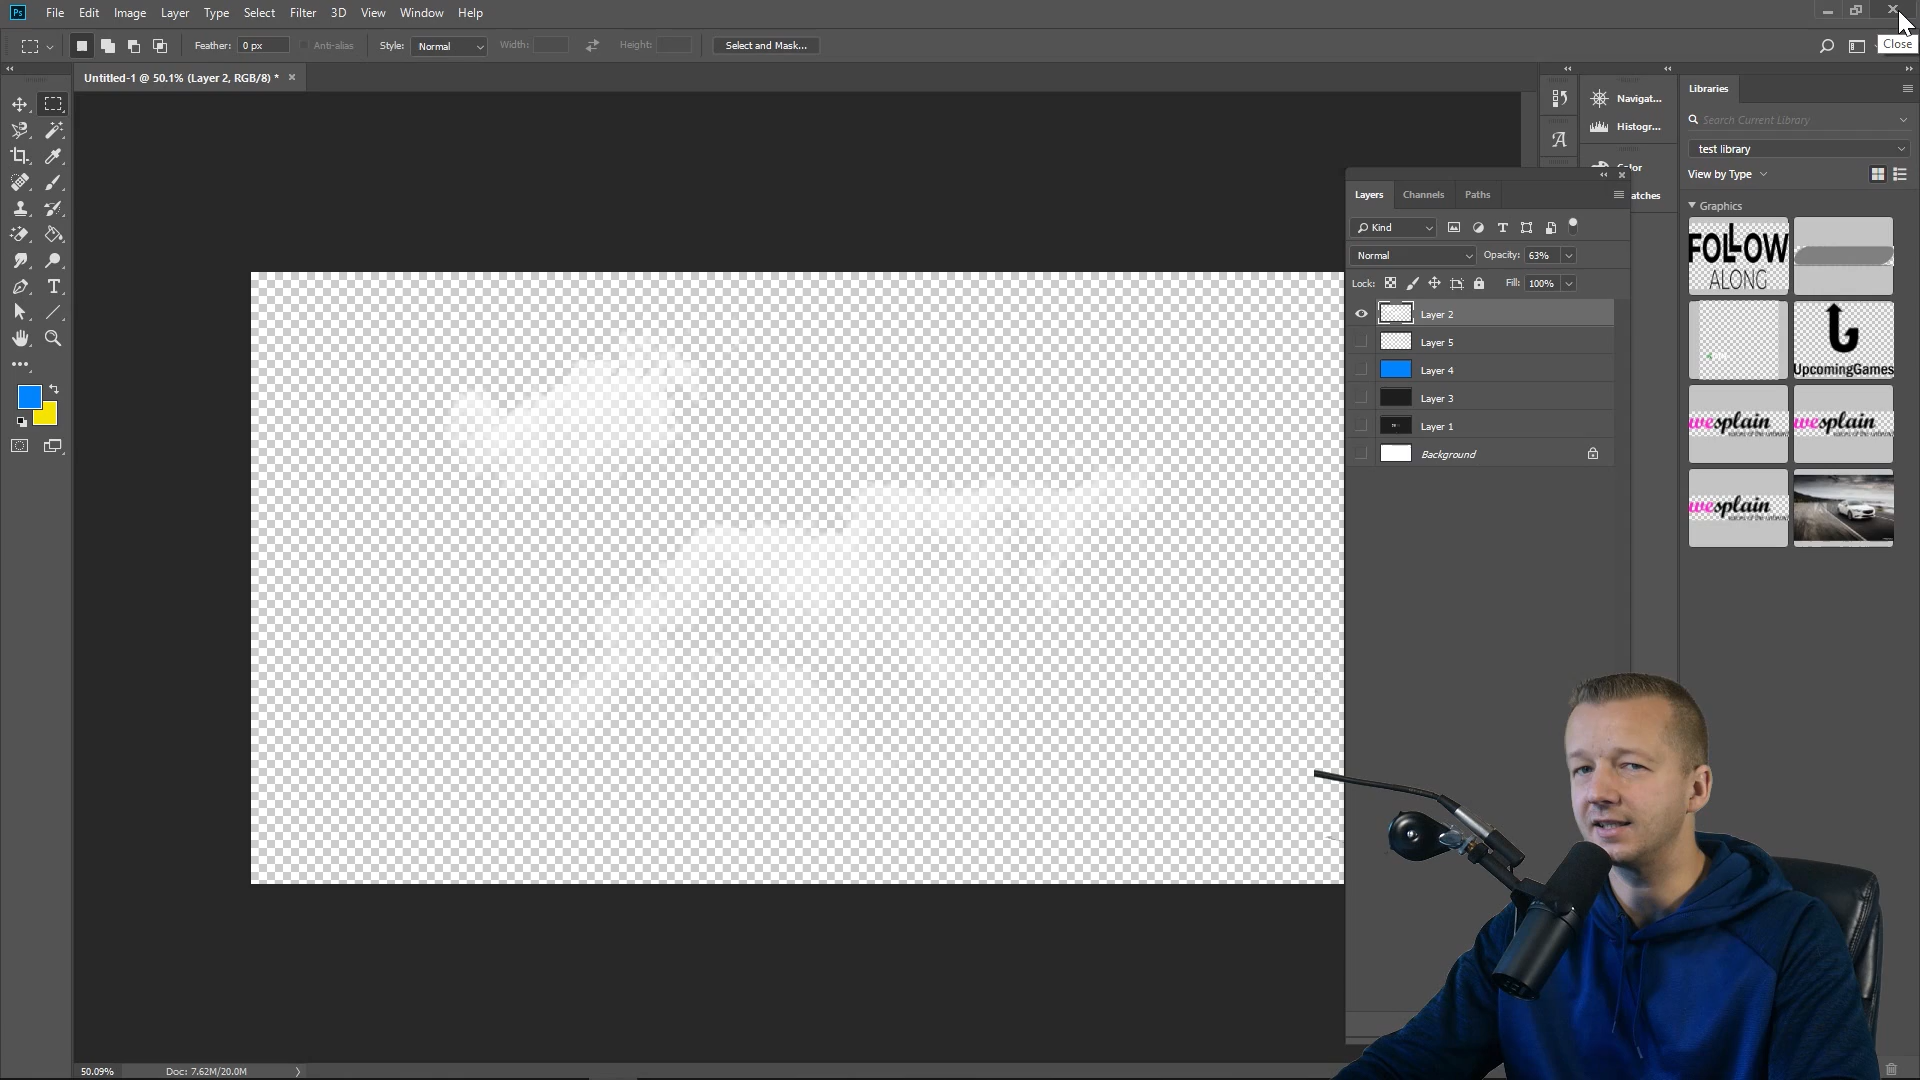 Ps File Edit Image Layer Type Select Filter 3D View Window Help
Close
Feather: 0 px Anti-alias Style: Normal Width: Height: Select and Mask...
Untitled-1 @ 50.1% (Layer 2, RGB/8) *
Navigat...
Histogr...
Color
atches
Layers Channels Paths
Kind
Normal Opacity: 63%
Lock: Fill: 100%
Layer 2
Layer 5
Layer 4
Layer 3
Layer 1
Background
Libraries
Search Current Library
test library
View by Type
Graphics
FOLLOW
ALONG
UpcomingGames
wesplain
wesplain
wesplain
50.09% Doc: 7.62M/20.0M